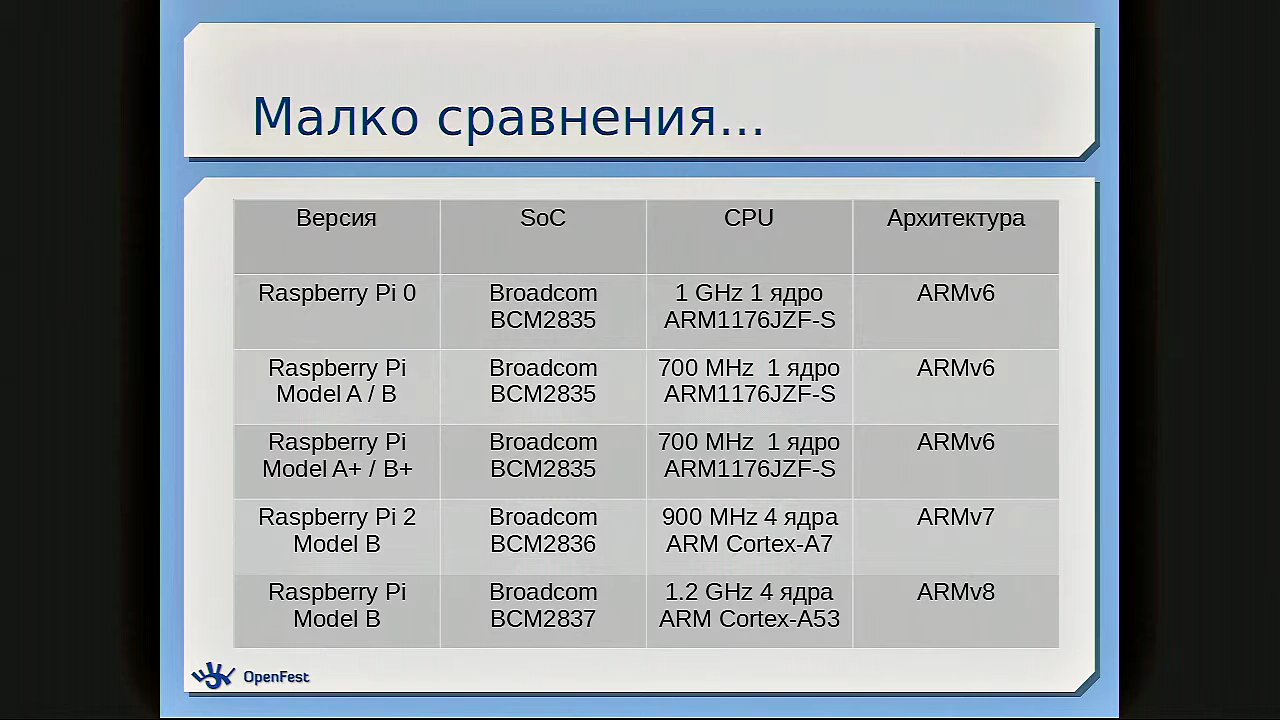 Малко сравнения...
Версия SoC CPU Архитектура
Raspberry Pi 0 Broadcom 1 GHz 1 ядро ARMv6
BCM2835 ARM1176JZF-S
Raspberry Pi Broadcom 700 MHz 1 ядро ARMv6
Model A / B BCM2835 ARM1176JZF-S
Raspberry Pi Broadcom 700 MHz 1 ядро ARMv6
Model A+ / B+ BCM2835 ARM1176JZF-S
Raspberry Pi 2 Broadcom 900 MHz 4 ядра ARMv7
Model B BCM2836 ARM Cortex-A7
Raspberry Pi Broadcom 1.2 GHz 4 ядра ARMv8
Model B BCM2837 ARM Cortex-A53
OpenFest